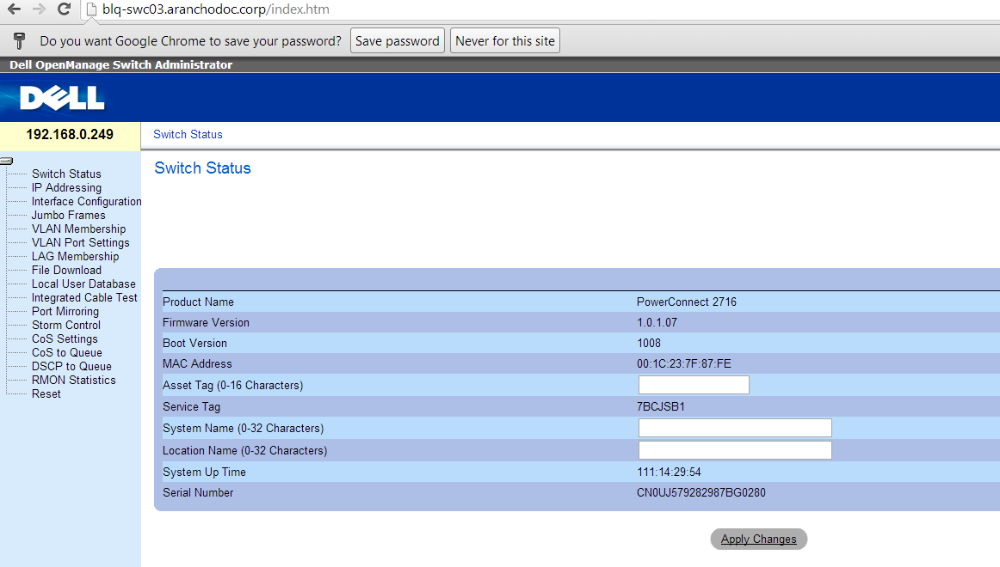 blq-swc03.aranchodoc.corp/index.htm
Do you want Google Chrome to save your password? Save password Never for this site
Dell OpenManage Switch Administrator
DELL
192.168.0.249
Switch Status
IP Addressing
Interface Configuration
Jumbo Frames
VLAN Membership
VLAN Port Settings
LAG Membership
File Download
Local User Database
Integrated Cable Test
Port Mirroring
Storm Control
CoS Settings
CoS to Queue
DSCP to Queue
RMON Statistics
Reset
Switch Status
Switch Status
Product Name PowerConnect 2716
Firmware Version 1.0.1.07
Boot Version 1008
MAC Address 00:1C:23:7F:87:FE
Asset Tag (0-16 Characters)
Service Tag 7BCJSB1
System Name (0-32 Characters)
Location Name (0-32 Characters)
System Up Time 111:14:29:54
Serial Number CN0UJ579282987BG0280
Apply Changes